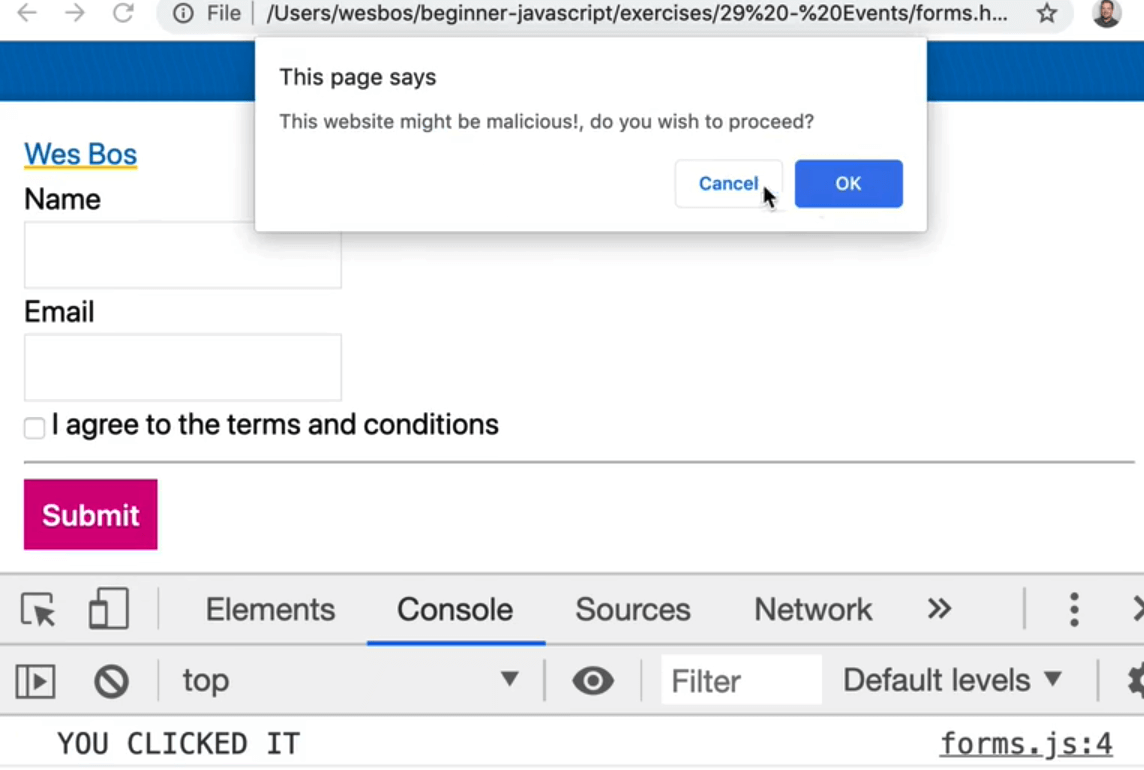 File /Users/wesbos/beginner-javascript/exercises/29%20-%20Events/forms.h...
This page says
This website might be malicious!, do you wish to proceed?
Cancel OK
Wes Bos
Name
Email
I agree to the terms and conditions
Submit
Elements Console Sources Network
top Filter Default levels
YOU CLICKED IT forms.js:4